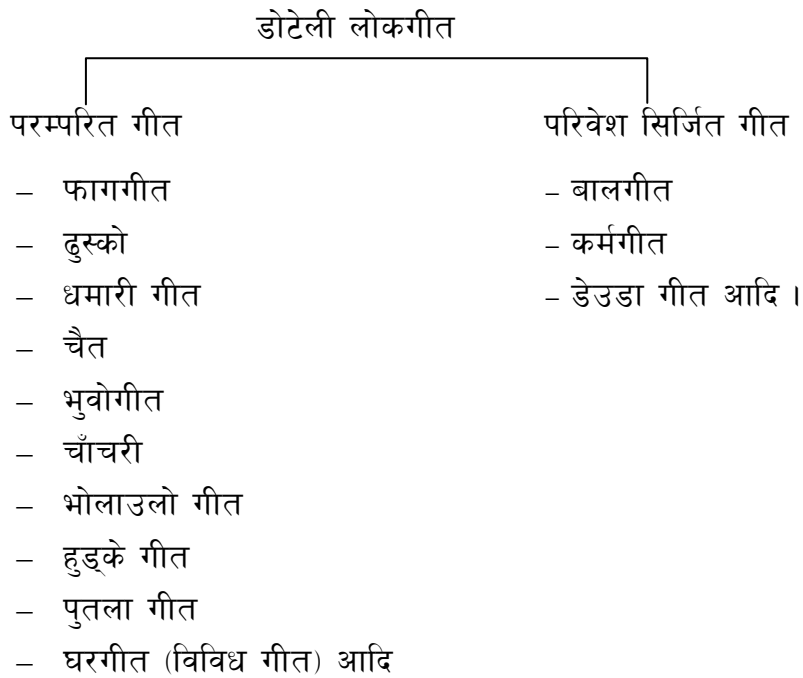 डोटेली लोकगीत
परम्परित गीत
– फागगीत
– ढुस्को
– धमारी गीत
– चैत
– भुवोगीत
– चाँचरी
– भोलाउलो गीत
– हुड्के गीत
– पुतला गीत
– घरगीत (विविध गीत) आदि
परिवेश सिर्जित गीत
– बालगीत
– कर्मगीत
– डेउडा गीत आदि ।